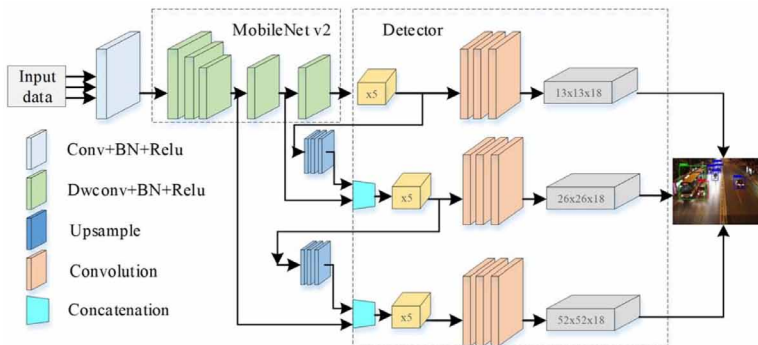 MobileNet v2
Detector
Input
data
x5
13x13x18
Conv+BN+Relu
Dwconv+BN+Relu
x5
26x26x18
Upsample
Convolution
Concatenation
x5
52x52x18